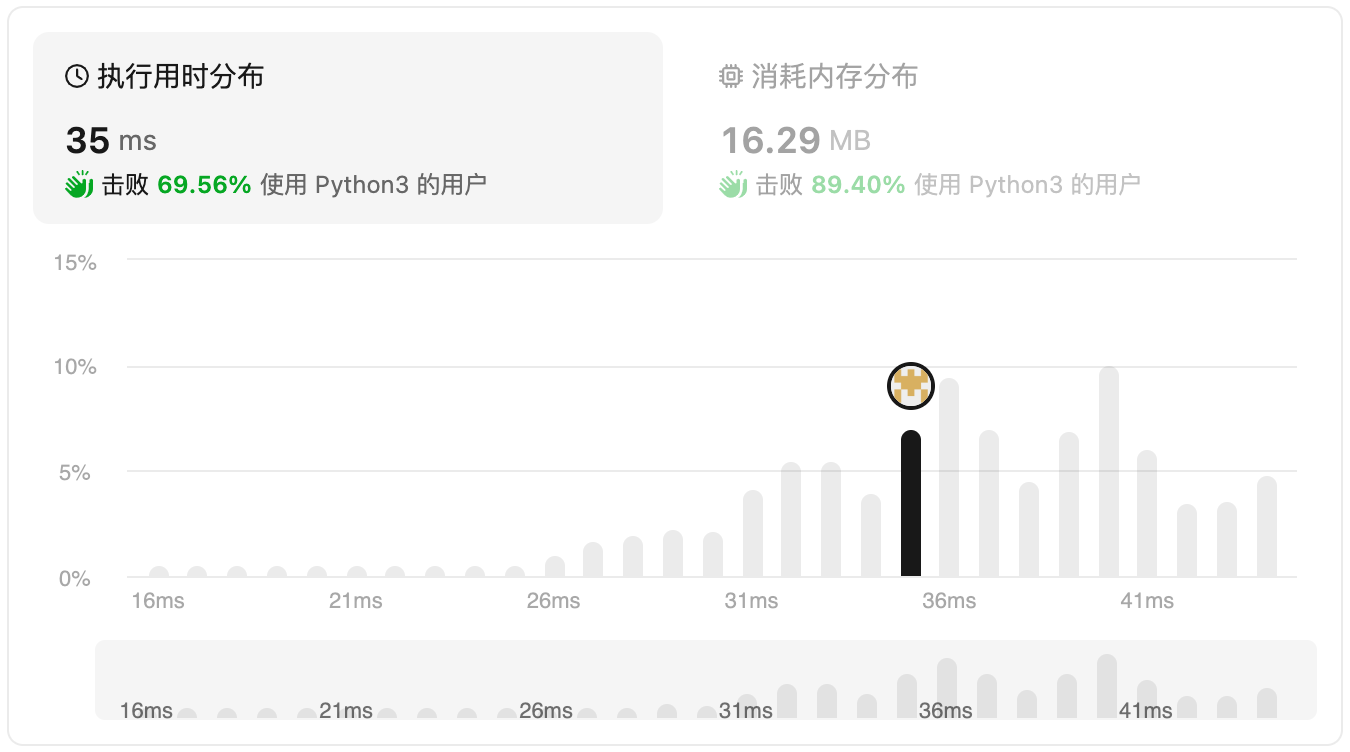 执行用时分布
35 ms
击败 69.56% 使用 Python3 的用户
消耗内存分布
16.29 MB
击败 89.40% 使用 Python3 的用户
15%
10%
5%
0%
16ms 21ms 26ms 31ms 36ms 41ms
16ms 21ms 26ms 31ms 36ms 41ms